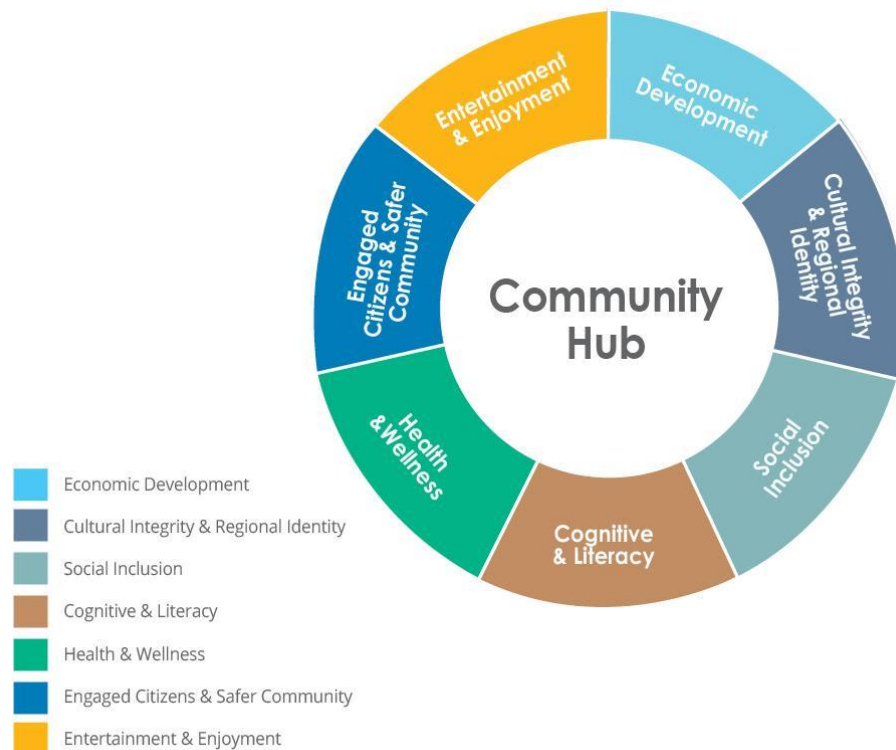 Entertainment
& Enjoyment
Economic
Development
Cultural Integrity
& Regional
Identity
Social
Inclusion
Cognitive
& Literacy
Health
&Wellness
Engaged
Citizens & Safer
Community
Community
Hub
Economic Development
Cultural Integrity & Regional Identity
Social Inclusion
Cognitive & Literacy
Health & Wellness
Engaged Citizens & Safer Community
Entertainment & Enjoyment